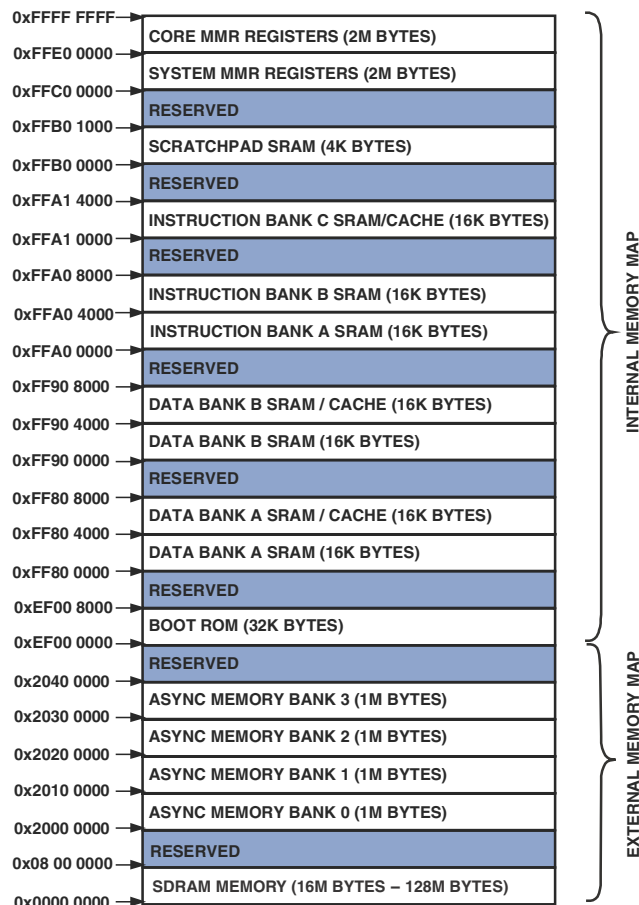 0xFFFF FFFF
CORE MMR REGISTERS (2M BYTES)
0xFFE0 0000
SYSTEM MMR REGISTERS (2M BYTES)
0xFFC0 0000
RESERVED
0xFFB0 1000
SCRATCHPAD SRAM (4K BYTES)
0xFFB0 0000
RESERVED
0xFFA1 4000
INSTRUCTION BANK C SRAM/CACHE (16K BYTES)
0xFFA1 0000
RESERVED
0xFFA0 8000
INSTRUCTION BANK B SRAM (16K BYTES)
0xFFA0 4000
INSTRUCTION BANK A SRAM (16K BYTES)
0xFFA0 0000
RESERVED
0xFF90 8000
DATA BANK B SRAM / CACHE (16K BYTES)
0xFF90 4000
DATA BANK B SRAM (16K BYTES)
0xFF90 0000
RESERVED
0xFF80 8000
DATA BANK A SRAM / CACHE (16K BYTES)
0xFF80 4000
DATA BANK A SRAM (16K BYTES)
0xFF80 0000
RESERVED
0xEF00 8000
BOOT ROM (32K BYTES)
0xEF00 0000
RESERVED
0x2040 0000
ASYNC MEMORY BANK 3 (1M BYTES)
0x2030 0000
ASYNC MEMORY BANK 2 (1M BYTES)
0x2020 0000
ASYNC MEMORY BANK 1 (1M BYTES)
0x2010 0000
ASYNC MEMORY BANK 0 (1M BYTES)
0x2000 0000
RESERVED
0x08 00 0000
SDRAM MEMORY (16M BYTES – 128M BYTES)
0x0000 0000
INTERNAL MEMORY MAP
EXTERNAL MEMORY MAP